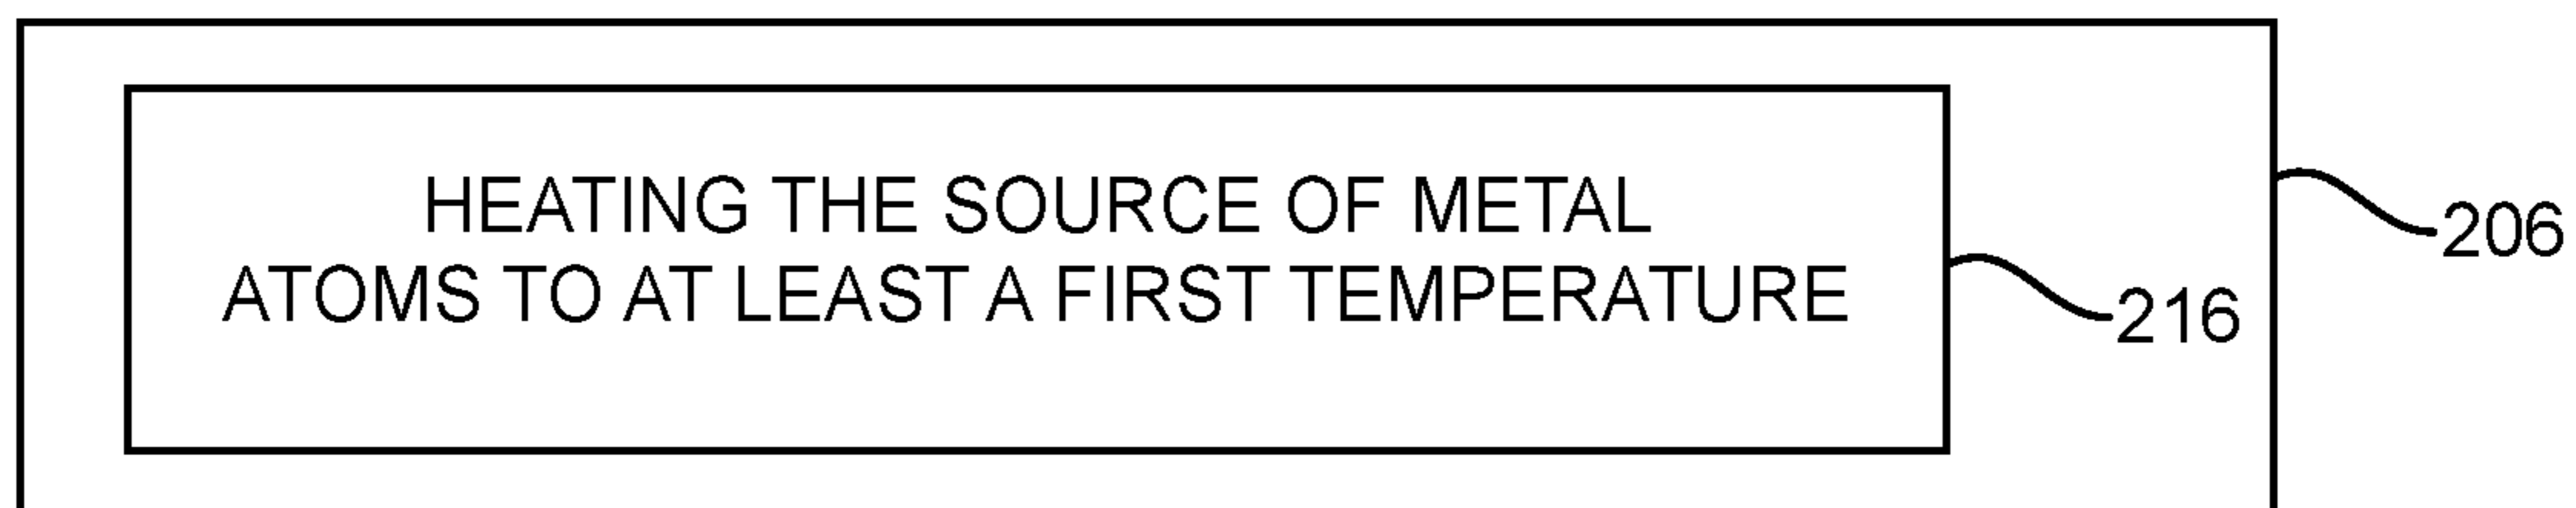 HEATING THE SOURCE OF METAL
ATOMS TO AT LEAST A FIRST TEMPERATURE
206
216